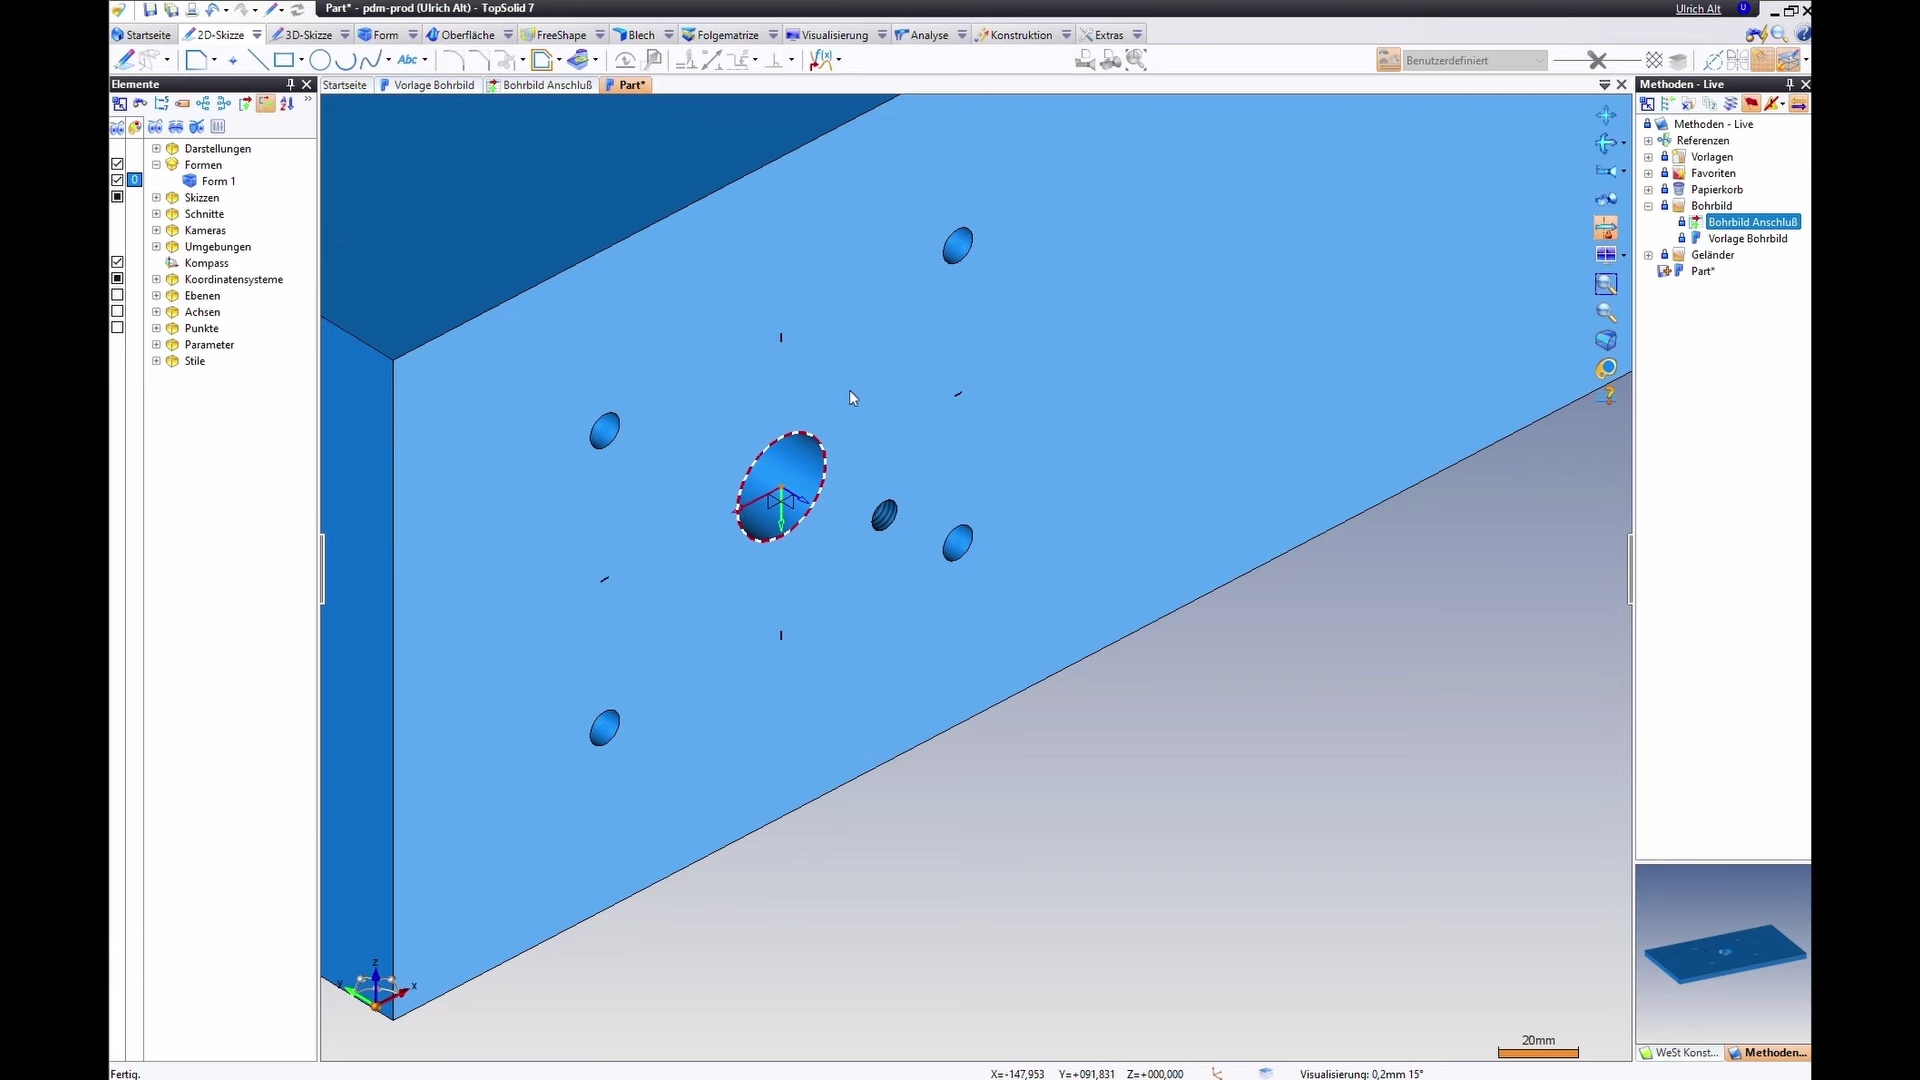 Part* - pdm-prod (Ulrich Alt) - TopSolid 7
Ulrich Alt
U
Startseite
2D-Skizze
3D-Skizze
Form
Oberfläche
FreeShape
Blech
Folgematrize
Visualisierung
Analyse
Konstruktion
Extras
Abc
Benutzerdefiniert
Elemente
Startseite
Vorlage Bohrbild
Bohrbild Anschluß
Part*
Methoden - Live
Darstellungen
Formen
0
Form 1
Skizzen
Schnitte
Kameras
Umgebungen
Kompass
Koordinatensysteme
Ebenen
Achsen
Punkte
Parameter
Stile
Methoden - Live
Referenzen
Vorlagen
Favoriten
Papierkorb
Bohrbild
Bohrbild Anschluß
Vorlage Bohrbild
Geländer
Part*
z
y
x
20mm
WeSt Konst...
Methoden...
Fertig.
X=-147,953
Y=+091,831
Z=+000,000
Visualisierung: 0,2mm 15°